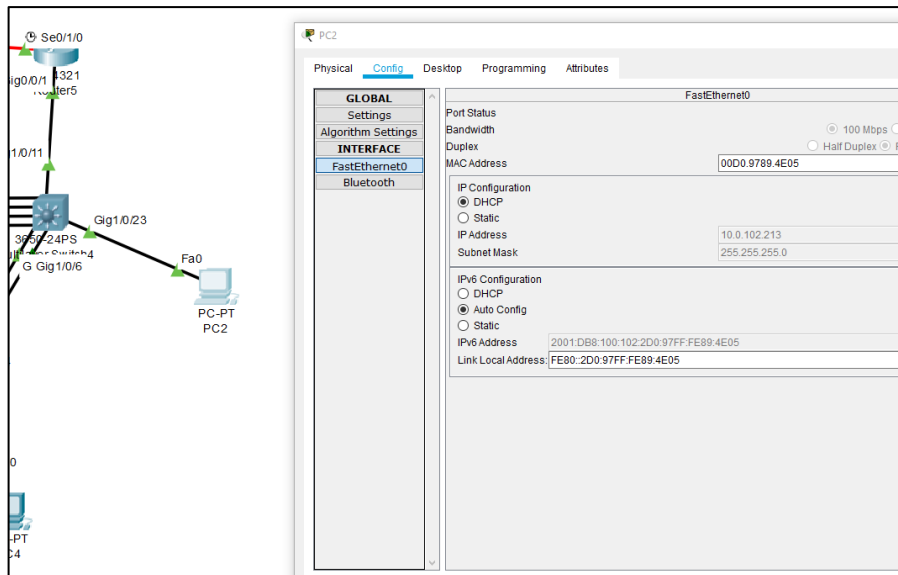 Se0/1/0
4321
ig0/0/1
Router5
g1/0/11
Gig1/0/23
3650-24PS
Switch4
G Gig1/0/6
Fa0
PC-PT
PC2
0
-PT
C4
PC2
Physical Config Desktop Programming Attributes
GLOBAL
Settings
Algorithm Settings
INTERFACE
FastEthernet0
Bluetooth
FastEthernet0
Port Status
Bandwidth 100 Mbps
Duplex Half Duplex
MAC Address 00D0.9789.4E05
IP Configuration
DHCP
Static
IP Address 10.0.102.213
Subnet Mask 255.255.255.0
IPv6 Configuration
DHCP
Auto Config
Static
IPv6 Address 2001:DB8:100:102:2D0:97FF:FE89:4E05
Link Local Address: FE80::2D0:97FF:FE89:4E05